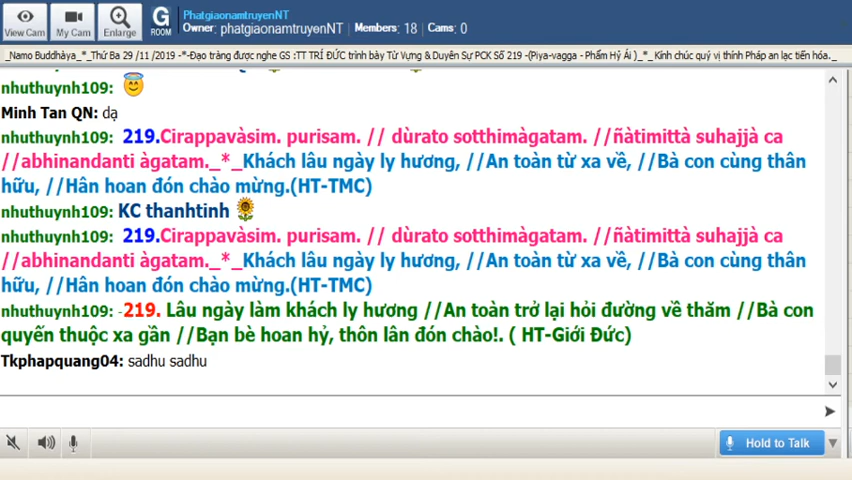 PhatgiaonamtruyenNT
Owner: phatgiaonamtruyenNT Members: 18 Cams: 0
View Cam My Cam Enlarge G ROOM
_Namo Buddhàya_*_Thứ Ba 29 /11 /2019 -*-Đạo tràng được nghe GS :TT TRÍ ĐỨC trình bày Từ Vựng & Duyên Sự PCK Số 219 -(Piya-vagga - Phẩm Hỷ Ái )_*_ Kính chúc quý vị thính Pháp an lạc tiến hóa._
nhuthuynh109:
Minh Tan QN: dạ
nhuthuynh109: 219.Cirappavàsim. purisam. // dùrato sotthimàgatam. //ñàtimittà suhajjà ca
//abhinandanti àgatam._*_Khách lâu ngày ly hương, //An toàn từ xa về, //Bà con cùng thân
hữu, //Hân hoan đón chào mừng.(HT-TMC)
nhuthuynh109: KC thanhtinh
nhuthuynh109: 219.Cirappavàsim. purisam. // dùrato sotthimàgatam. //ñàtimittà suhajjà ca
//abhinandanti àgatam._*_Khách lâu ngày ly hương, //An toàn từ xa về, //Bà con cùng thân
hữu, //Hân hoan đón chào mừng.(HT-TMC)
nhuthuynh109: -219. Lâu ngày làm khách ly hương //An toàn trở lại hỏi đường về thăm //Bà con
quyến thuộc xa gần //Bạn bè hoan hỷ, thôn lân đón chào!. ( HT-Giới Đức)
Tkphapquang04: sadhu sadhu
Hold to Talk